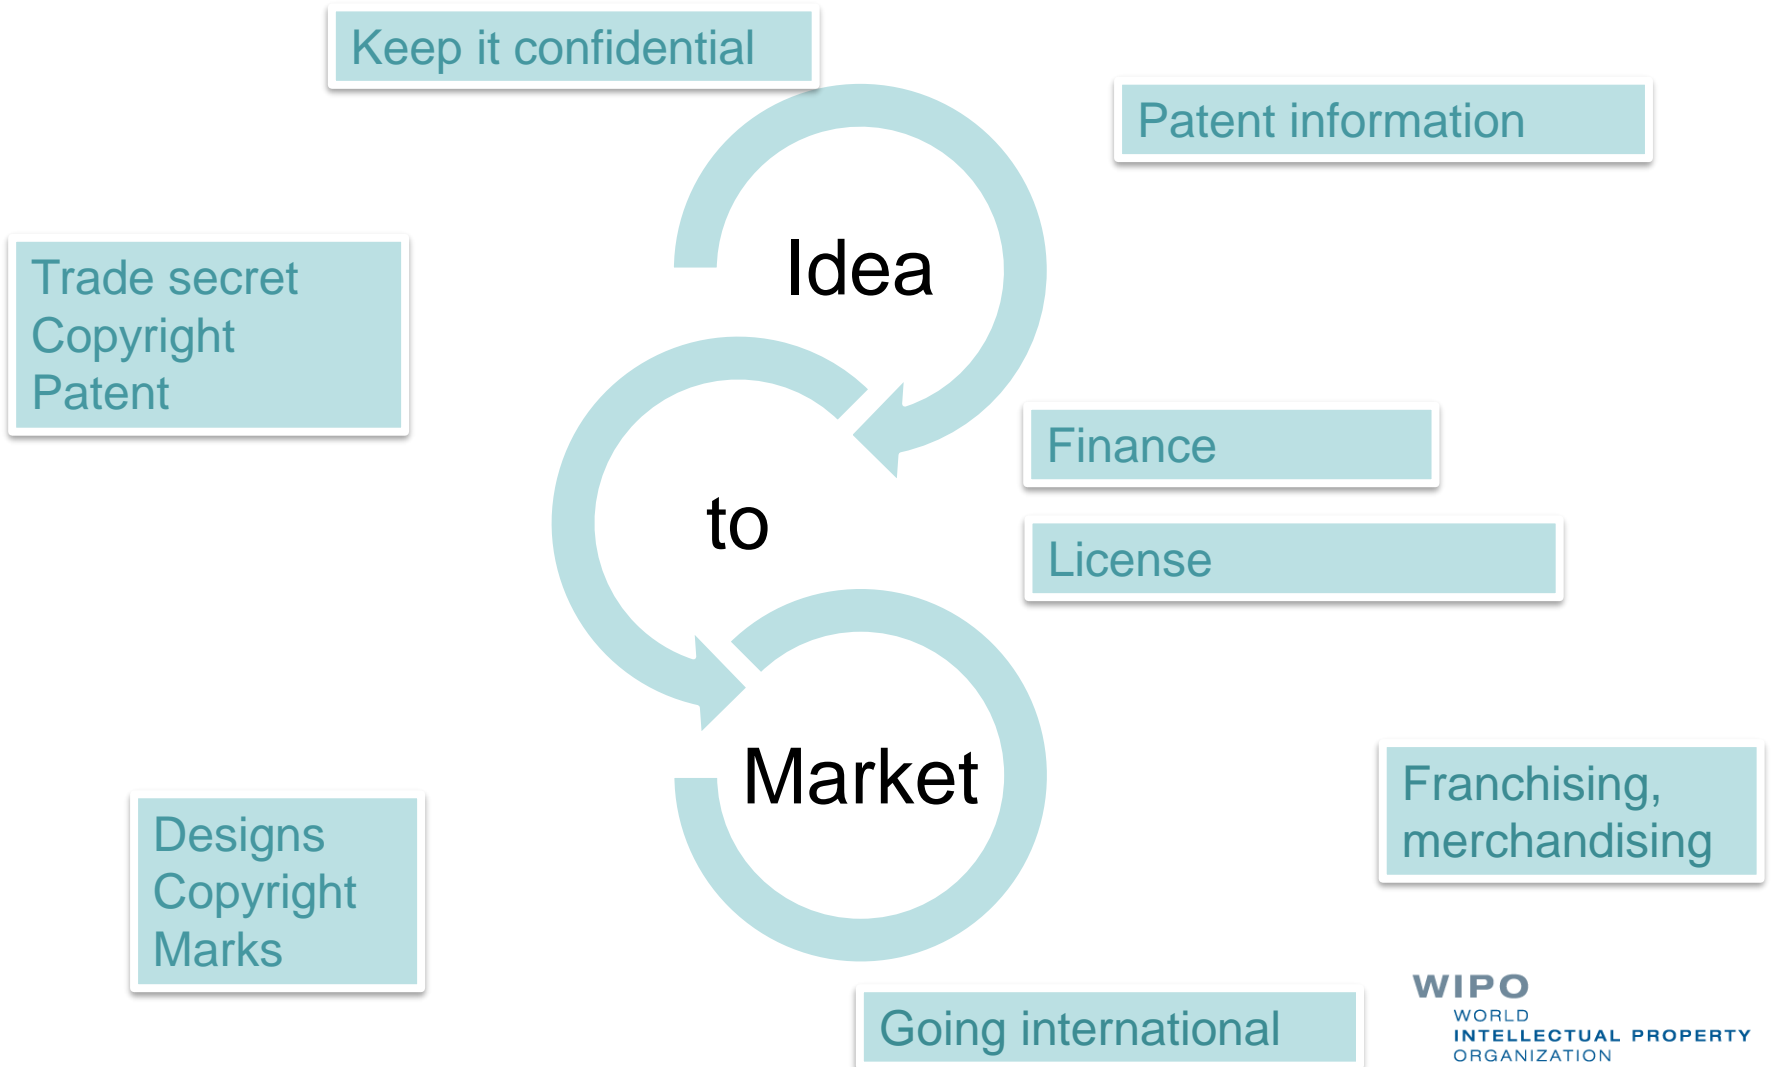 Keep it confidential
Patent information
Idea
Trade secret
Copyright
Patent
Finance
to
License
Market
Franchising,
merchandising
Designs
Copyright
Marks
Going international
WIPO
WORLD
INTELLECTUAL PROPERTY
ORGANIZATION